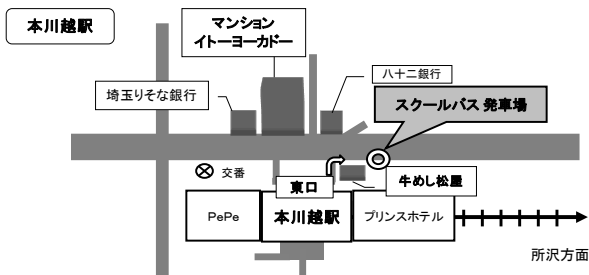 本川越駅
マンション
イトーヨーカドー
八十二銀行
埼玉りそな銀行
スクールバス 発車場
交番
東口
牛めし松屋
PePe
本川越駅
プリンスホテル
所沢方面